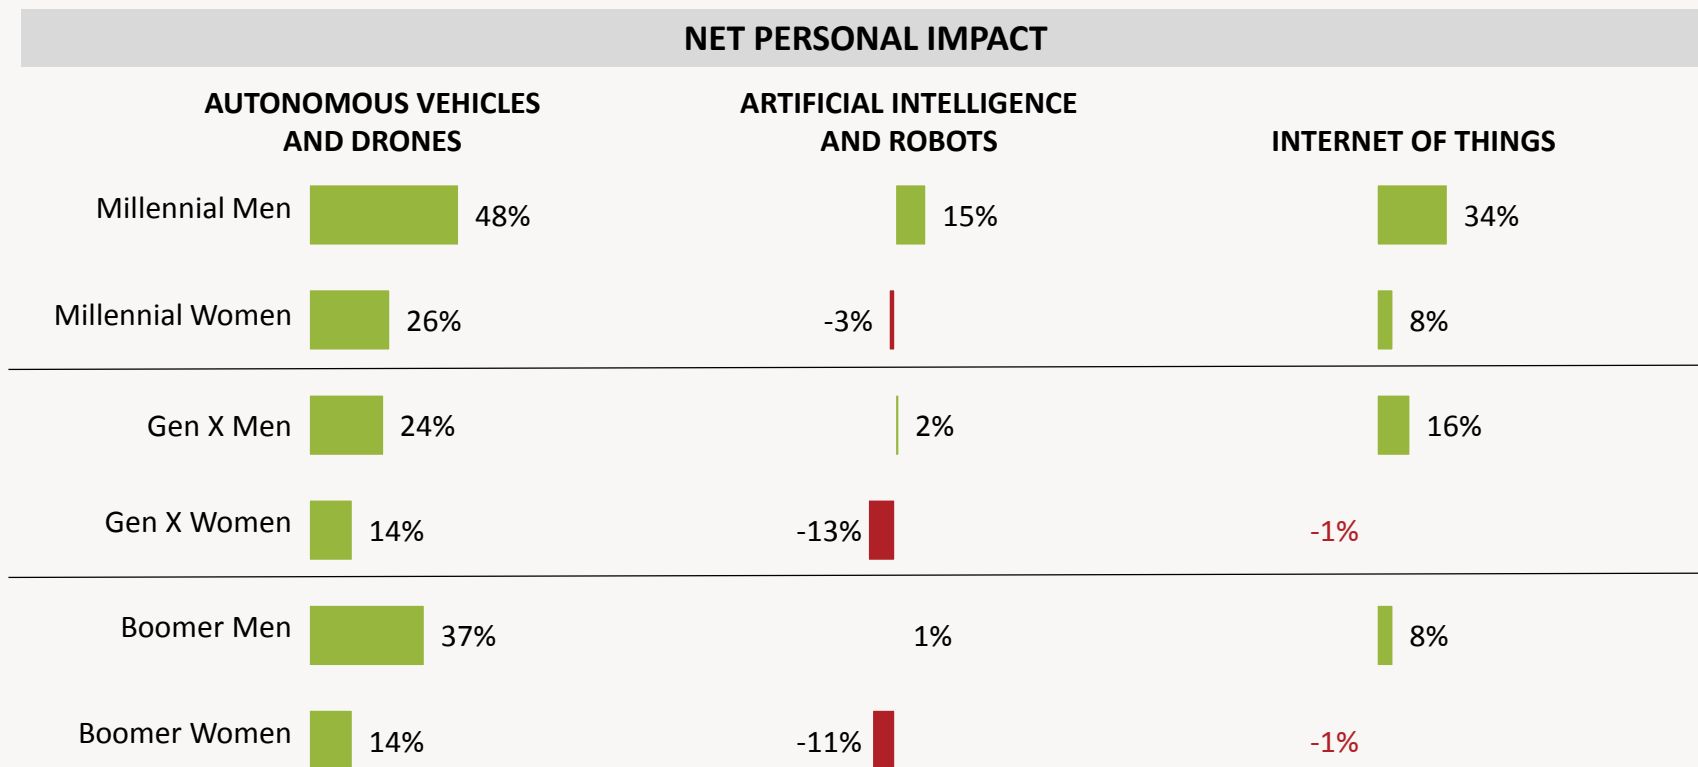 NET PERSONAL IMPACT
AUTONOMOUS VEHICLES
AND DRONES
ARTIFICIAL INTELLIGENCE
AND ROBOTS
INTERNET OF THINGS
Millennial Men 48% 15% 34%
Millennial Women 26% -3% 8%
Gen X Men 24% 2% 16%
Gen X Women 14% -13% -1%
Boomer Men 37% 1% 8%
Boomer Women 14% -11% -1%